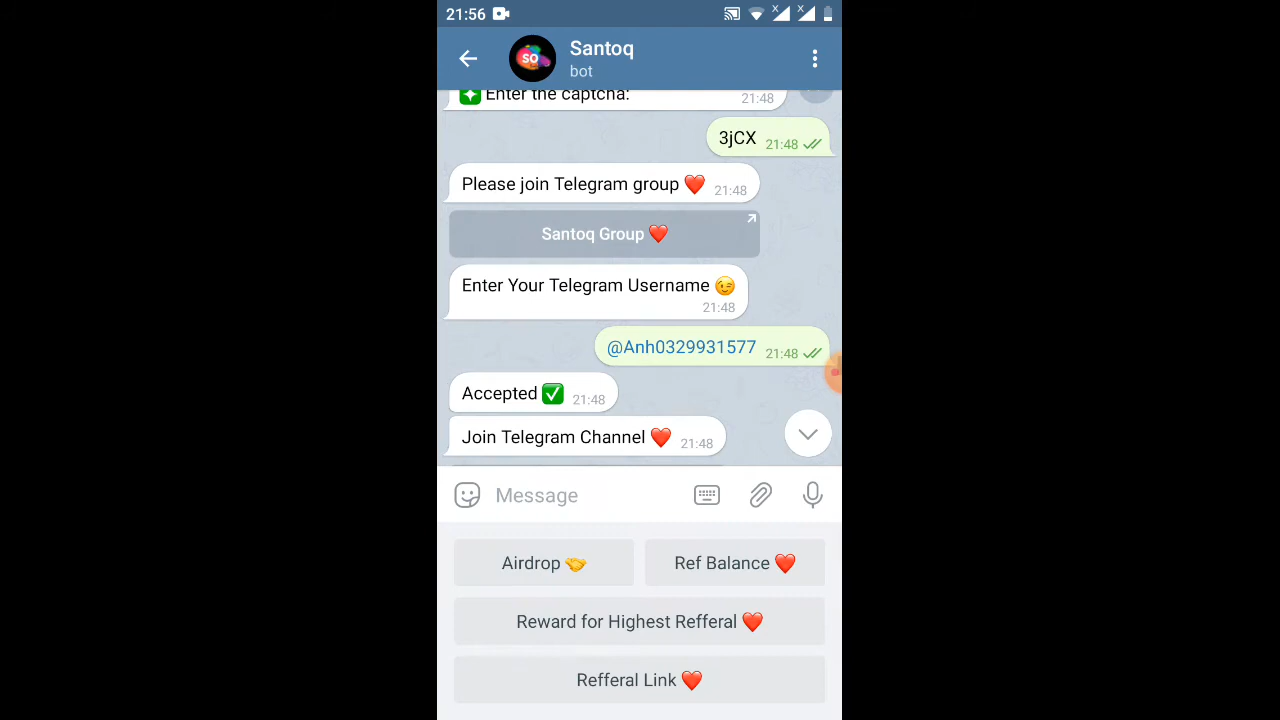 21:56
Santoq
SO
bot
Enter the captcha:
21:48
3jCX 21:48
Please join Telegram group ❤️ 21:48
Santoq Group ❤️
Enter Your Telegram Username 😉
21:48
@Anh0329931577 21:48
Accepted ✅ 21:48
Join Telegram Channel ❤️ 21:48
Message
Airdrop 🤝 Ref Balance ❤️
Reward for Highest Refferal ❤️
Refferal Link ❤️